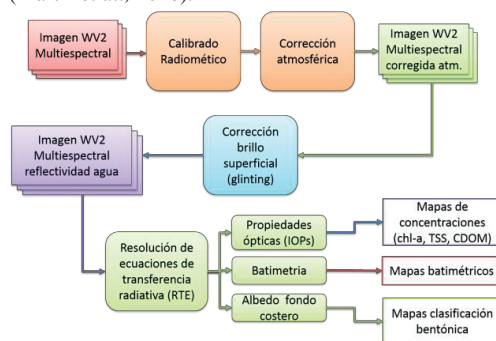 Imagen WV2
Multiespectral
Calibrado
Radiomético
Corrección
atmosférica
Imagen WV2
Multiespectral
corregida atm.
Imagen WV2
Multiespectral
reflectividad agua
Corrección
brillo
superficial
(glinting)
Resolución de
ecuaciones de
transferencia
radiativa (RTE)
Propiedades
ópticas (IOPs)
Batimetria
Albedo fondo
costero
Mapas de
concentraciones
(chl-a, TSS, CDOM)
Mapas batimétricos
Mapas clasificación
bentónica